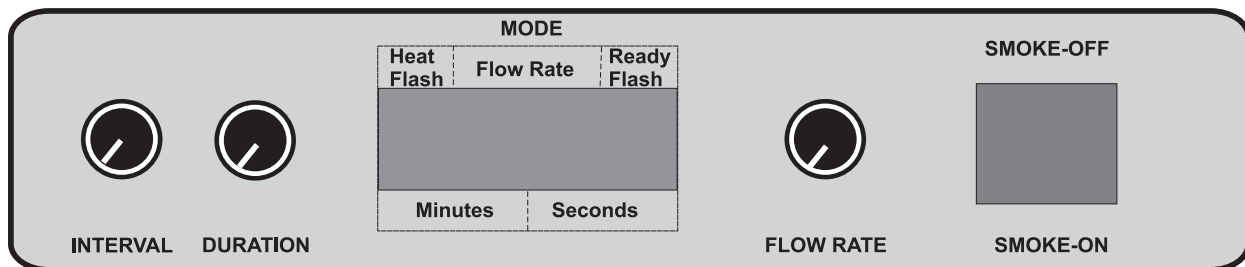 MODE
Heat Flash
Flow Rate
Ready Flash
Minutes
Seconds
INTERVAL
DURATION
FLOW RATE
SMOKE-OFF
SMOKE-ON